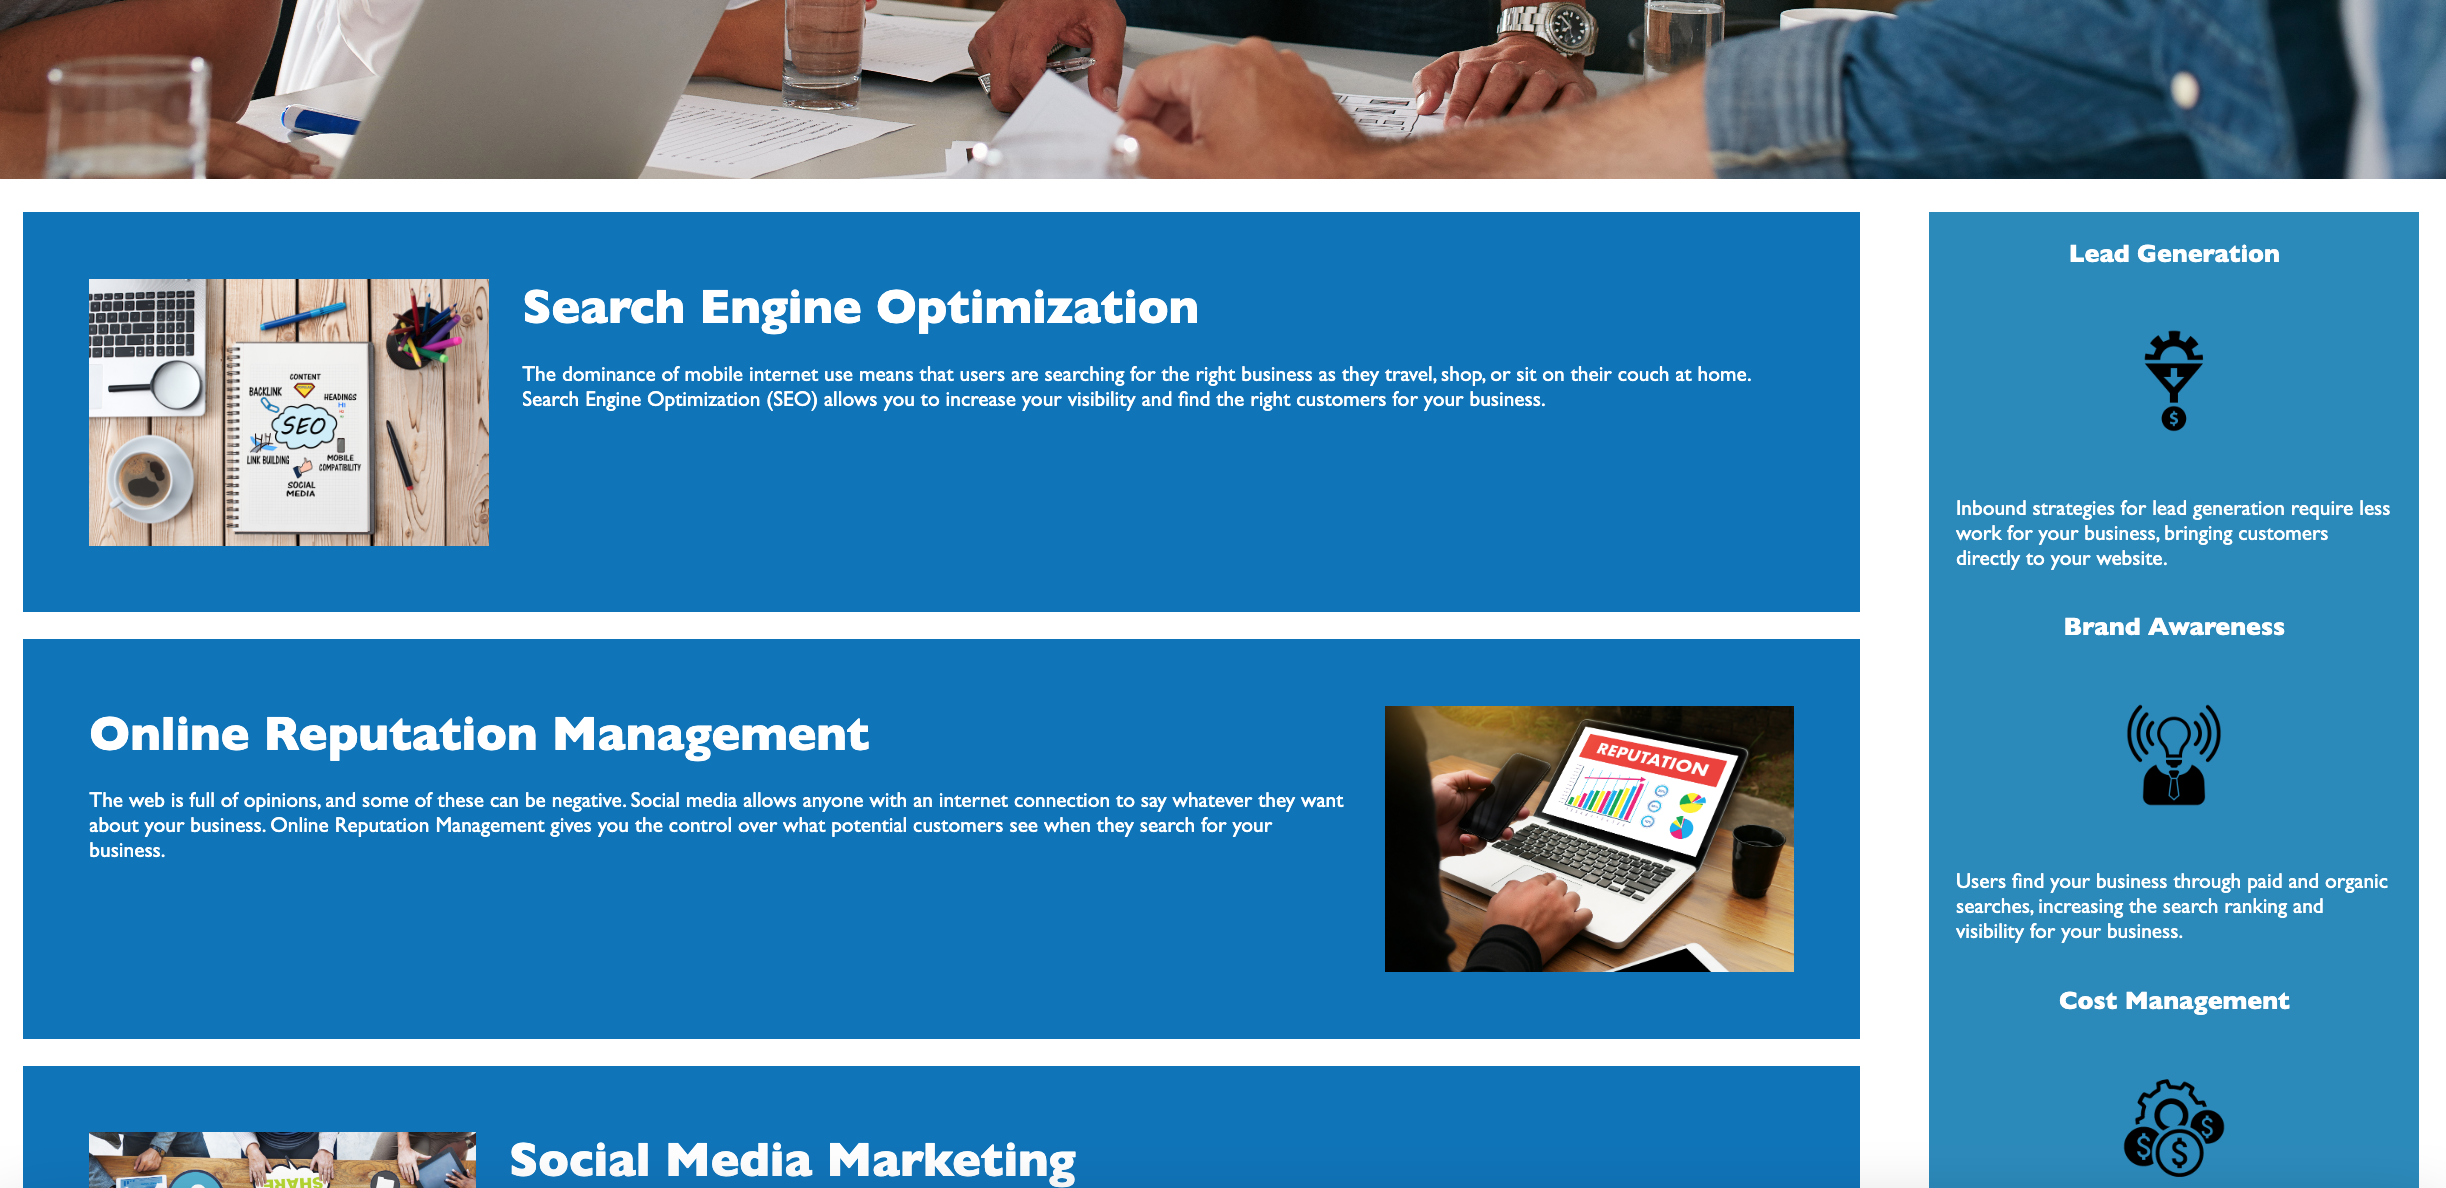 Search Engine Optimization
The dominance of mobile internet use means that users are searching for the right business as they travel, shop, or sit on their couch at home.
Search Engine Optimization (SEO) allows you to increase your visibility and find the right customers for your business.
CONTENT
BACKLINK
HEADINGS
H1
SEO
LINK BUILDING
MOBILE
COMPATIBILITY
SOCIAL
MEDIA
Online Reputation Management
The web is full of opinions, and some of these can be negative. Social media allows anyone with an internet connection to say whatever they want
about your business. Online Reputation Management gives you the control over what potential customers see when they search for your
business.
REPUTATION
Social Media Marketing
SHARE
Lead Generation
$
Inbound strategies for lead generation require less
work for your business, bringing customers
directly to your website.
Brand Awareness
Users find your business through paid and organic
searches, increasing the search ranking and
visibility for your business.
Cost Management
$
$
$